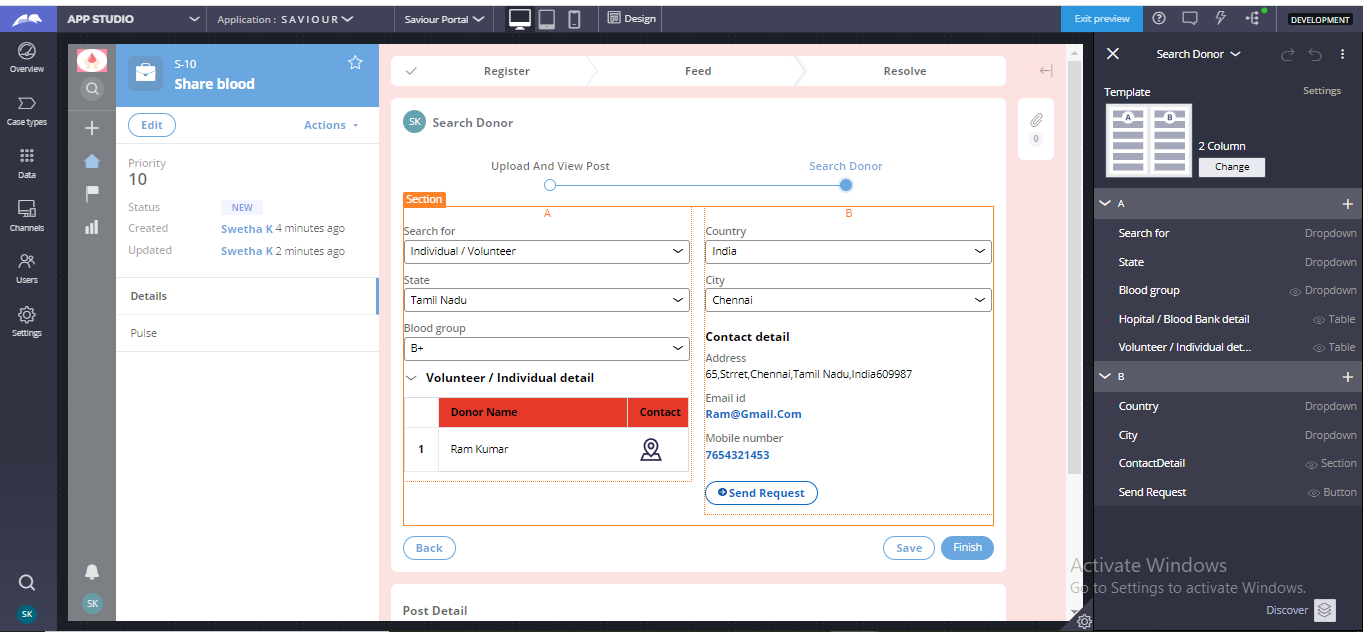 APP STUDIO
Application : SAVIOUR
Saviour Portal
Design
Exit preview
DEVELOPMENT
Overview
Case types
Data
Channels
Users
Settings
SK
SK
S-10
Share blood
Edit
Actions
Priority
10
Status NEW
Created Swetha K 4 minutes ago
Updated Swetha K 2 minutes ago
Details
Pulse
Register
Feed
Resolve
0
SK Search Donor
Upload And View Post
Search Donor
Section
A
Search for
Individual / Volunteer
State
Tamil Nadu
Blood group
B+
Volunteer / Individual detail
Donor Name Contact
1 Ram Kumar
B
Country
India
City
Chennai
Contact detail
Address
65,Strret,Chennai,Tamil Nadu,India609987
Email id
Ram@Gmail.Com
Mobile number
7654321453
Send Request
Back
Save
Finish
Post Detail
Search Donor
Template
Settings
A B
2 Column
Change
A
Search for Dropdown
State Dropdown
Blood group Dropdown
Hopital / Blood Bank detail Table
Volunteer / Individual det... Table
B
Country Dropdown
City Dropdown
ContactDetail Section
Send Request Button
Activate Windows
Go to Settings to activate Windows.
Discover